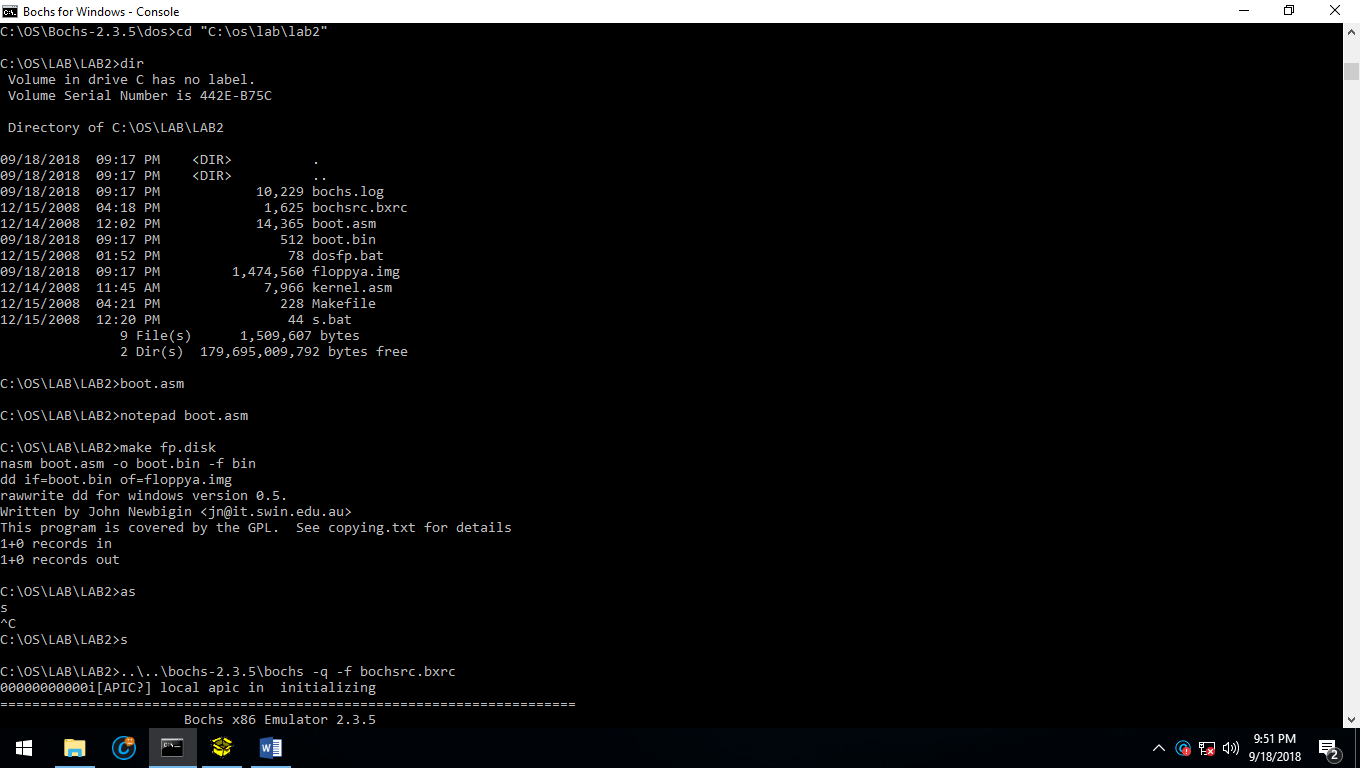 Bochs for Windows - Console
C:\OS\Bochs-2.3.5\dos>cd "C:\os\lab\lab2"
C:\OS\LAB\LAB2>dir
 Volume in drive C has no label.
 Volume Serial Number is 442E-B75C
 Directory of C:\OS\LAB\LAB2
09/18/2018  09:17 PM    <DIR>          .
09/18/2018  09:17 PM    <DIR>          ..
09/18/2018  09:17 PM            10,229 bochs.log
12/15/2008  04:18 PM             1,625 bochsrc.bxrc
12/14/2008  12:02 PM            14,365 boot.asm
09/18/2018  09:17 PM               512 boot.bin
12/15/2008  01:52 PM                78 dosfp.bat
09/18/2018  09:17 PM         1,474,560 floppya.img
12/14/2008  11:45 AM             7,966 kernel.asm
12/15/2008  04:21 PM               228 Makefile
12/15/2008  12:20 PM                44 s.bat
               9 File(s)      1,509,607 bytes
               2 Dir(s)  179,695,009,792 bytes free
C:\OS\LAB\LAB2>boot.asm
C:\OS\LAB\LAB2>notepad boot.asm
C:\OS\LAB\LAB2>make fp.disk
nasm boot.asm -o boot.bin -f bin
dd if=boot.bin of=floppya.img
rawwrite dd for windows version 0.5.
Written by John Newbigin <jn@it.swin.edu.au>
This program is covered by the GPL.  See copying.txt for details
1+0 records in
1+0 records out
C:\OS\LAB\LAB2>as
s
^C
C:\OS\LAB\LAB2>s
C:\OS\LAB\LAB2>..\..\bochs-2.3.5\bochs -q -f bochsrc.bxrc
00000000000i[APIC?] local apic in  initializing
========================================================================
                       Bochs x86 Emulator 2.3.5
9:51 PM
9/18/2018
2